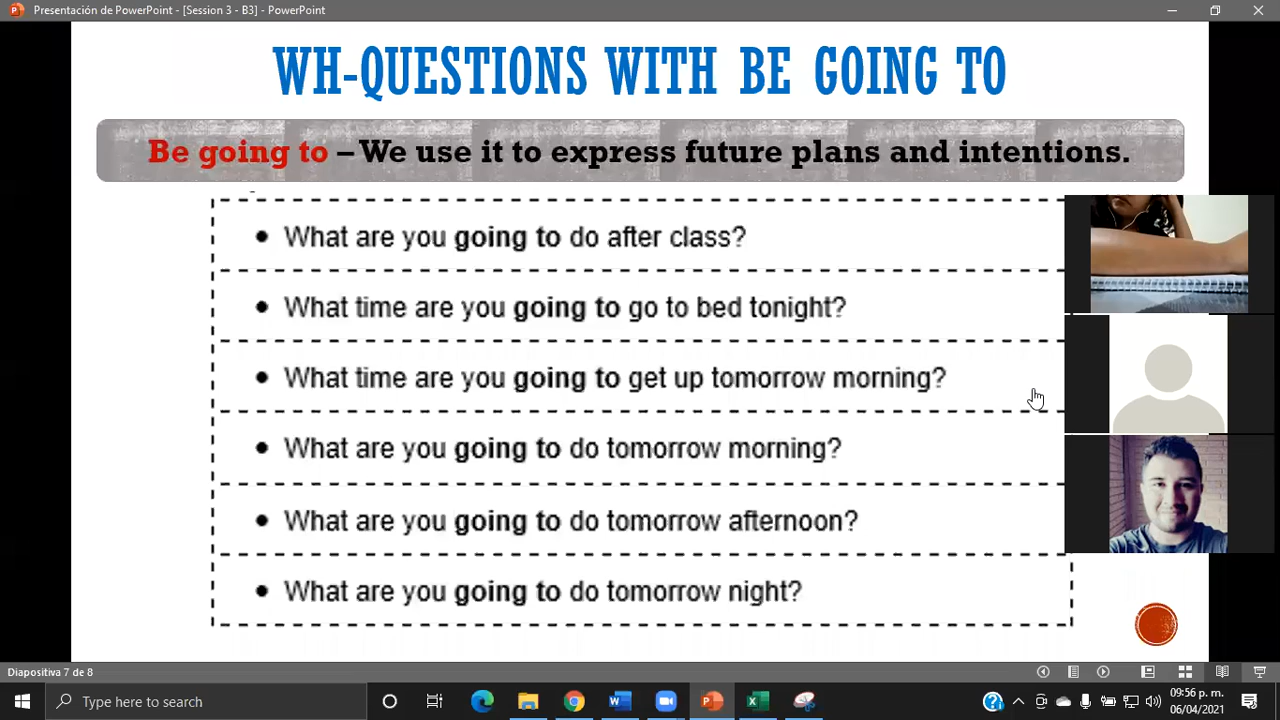 Presentación de PowerPoint - [Session 3 - B3] - PowerPoint
WH-QUESTIONS WITH BE GOING TO
Be going to – We use it to express future plans and intentions.
• What are you going to do after class?
• What time are you going to go to bed tonight?
• What time are you going to get up tomorrow morning?
• What are you going to do tomorrow morning?
• What are you going to do tomorrow afternoon?
• What are you going to do tomorrow night?
Diapositiva 7 de 8
Type here to search
09:56 p. m.
06/04/2021